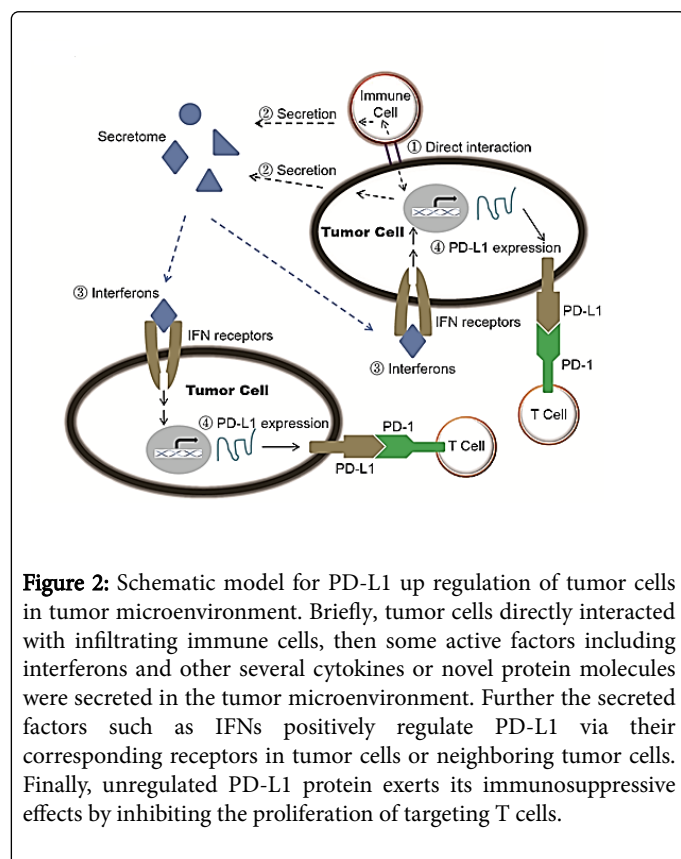 Immune
Cell
② Secretion
Secretome
① Direct interaction
② Secretion
Tumor Cell
④ PD-L1 expression
③ Interferons
IFN receptors
PD-L1
IFN receptors
PD-1
③ Interferons
Tumor Cell
T Cell
④ PD-L1 expression
PD-1
T Cell
PD-L1
Figure 2: Schematic model for PD-L1 up regulation of tumor cells
in tumor microenvironment. Briefly, tumor cells directly interacted
with infiltrating immune cells, then some active factors including
interferons and other several cytokines or novel protein molecules
were secreted in the tumor microenvironment. Further the secreted
factors such as IFNs positively regulate PD-L1 via their
corresponding receptors in tumor cells or neighboring tumor cells.
Finally, unregulated PD-L1 protein exerts its immunosuppressive
effects by inhibiting the proliferation of targeting T cells.